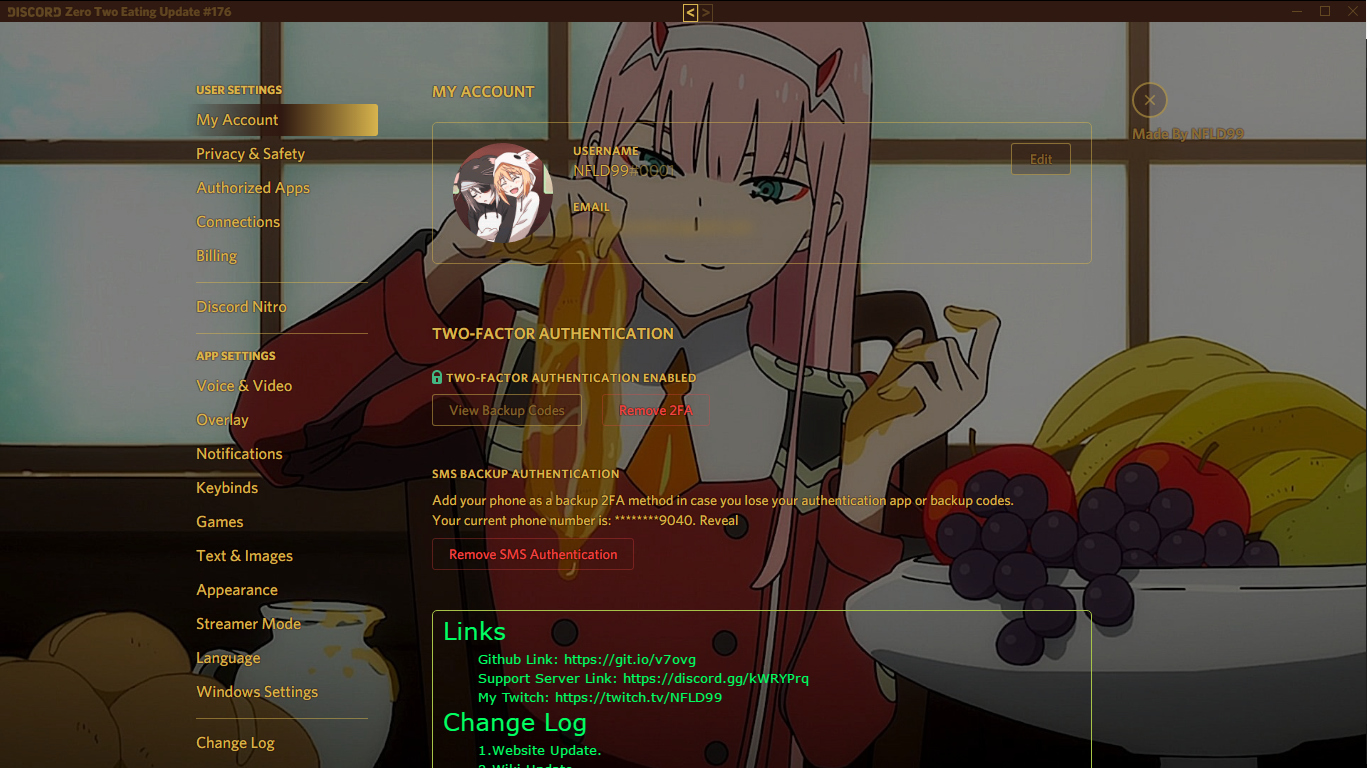 DISCORD Zero Two Eating Update #176
< >
USER SETTINGS
My Account
Privacy & Safety
Authorized Apps
Connections
Billing
Discord Nitro
APP SETTINGS
Voice & Video
Overlay
Notifications
Keybinds
Games
Text & Images
Appearance
Streamer Mode
Language
Windows Settings
Change Log
MY ACCOUNT
USERNAME
NFLD99#0001
EMAIL
Edit
Made By NFLD99
TWO-FACTOR AUTHENTICATION
TWO-FACTOR AUTHENTICATION ENABLED
View Backup Codes
Remove 2FA
SMS BACKUP AUTHENTICATION
Add your phone as a backup 2FA method in case you lose your authentication app or backup codes.
Your current phone number is: ********9040. Reveal
Remove SMS Authentication
Links
Github Link: https://git.io/v7ovg
Support Server Link: https://discord.gg/kWRYPrq
My Twitch: https://twitch.tv/NFLD99
Change Log
1.Website Update.
2.Wiki Update